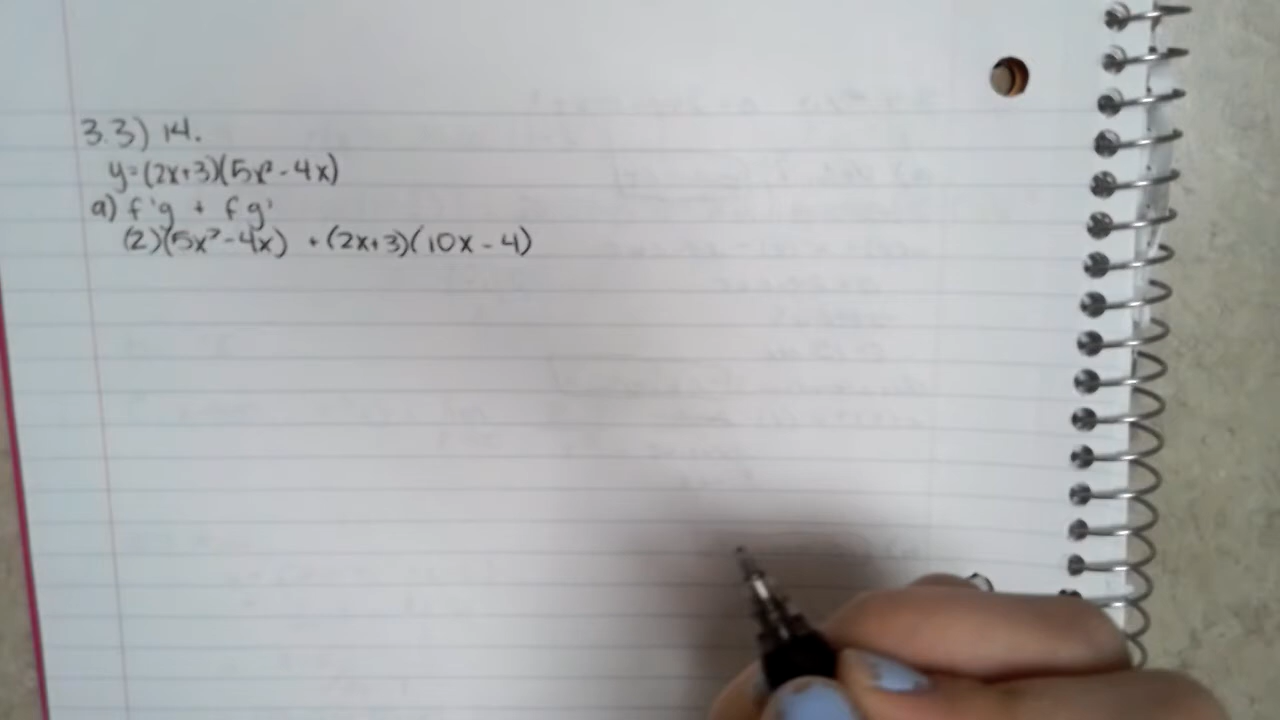 3.3) 14.
y=(2x+3)(5x²-4x)
a) f'g + fg'
(2)(5x²-4x) + (2x+3)(10x-4)